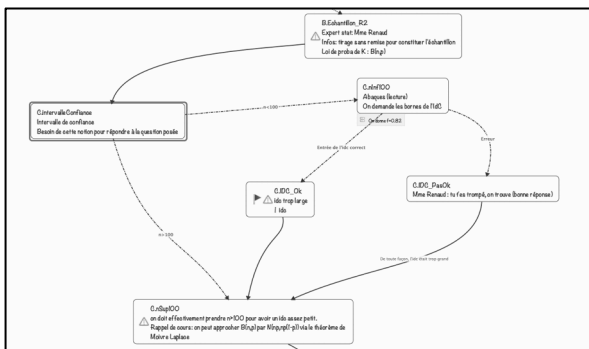 B.Echantillon_R2
Expert stat: Mme Renaud
Infos: tirage sans remise pour constituer l'échantillon
Loi de proba de K : B(n,p)
C.intervalleConfiance
Intervalle de confiance
Besoin de cette notion pour répondre à la question posée
n<100
C.nInf100
Abaques (lecture)
On demande les bornes de l'IdC
On donne f=0.82
Entrée de l'idc correct
Erreur
C.IDC_Ok
idc trop large
1 idc
C.IDC_PasOk
Mme Renaud : tu t'es trompé, on trouve (bonne réponse)
n>100
De toute façon, l'idc était trop grand
C.nSup100
on doit effectivement prendre n>100 pour avoir un idc assez petit.
Rappel de cours: on peut approcher B(n,p) par N(np,np(1-p)) via le théorème de
Moivre Laplace